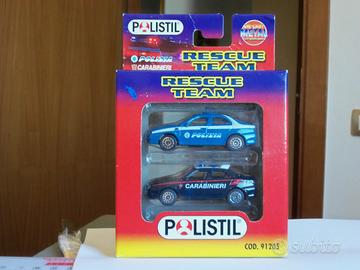 POLISTIL
RESCUE
TEAM
METAL
POLIZIA
CARABINIERI
RESCUE
TEAM
POLIZIA
CARABINIERI
POLISTIL
COD. 91205
subito